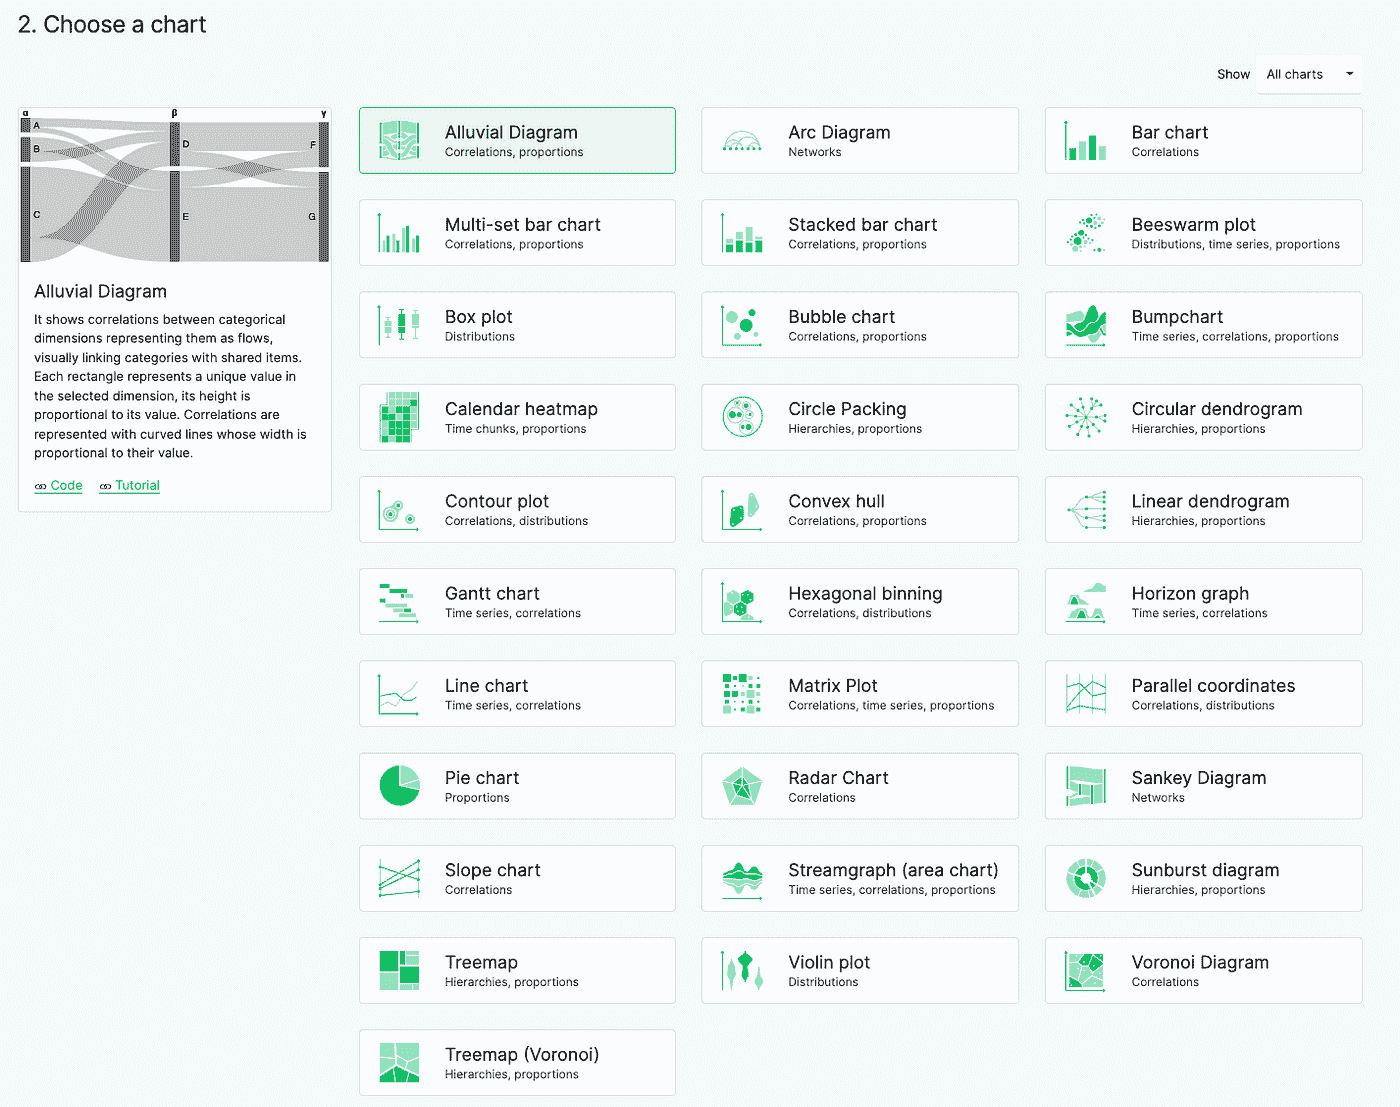 2. Choose a chart
Show All charts
α β γ
A
B
C
D
E
F
G
Alluvial Diagram
It shows correlations between categorical
dimensions representing them as flows,
visually linking categories with shared items.
Each rectangle represents a unique value in
the selected dimension, its height is
proportional to its value. Correlations are
represented with curved lines whose width is
proportional to their value.
Code Tutorial
Alluvial Diagram
Correlations, proportions
Arc Diagram
Networks
Bar chart
Correlations
Multi-set bar chart
Correlations, proportions
Stacked bar chart
Correlations, proportions
Beeswarm plot
Distributions, time series, proportions
Box plot
Distributions
Bubble chart
Correlations, proportions
Bumpchart
Time series, correlations, proportions
Calendar heatmap
Time chunks, proportions
Circle Packing
Hierarchies, proportions
Circular dendrogram
Hierarchies, proportions
Contour plot
Correlations, distributions
Convex hull
Correlations, proportions
Linear dendrogram
Hierarchies, proportions
Gantt chart
Time series, correlations
Hexagonal binning
Correlations, distributions
Horizon graph
Time series, correlations
Line chart
Time series, correlations
Matrix Plot
Correlations, time series, proportions
Parallel coordinates
Correlations, distributions
Pie chart
Proportions
Radar Chart
Correlations
Sankey Diagram
Networks
Slope chart
Correlations
Streamgraph (area chart)
Time series, correlations, proportions
Sunburst diagram
Hierarchies, proportions
Treemap
Hierarchies, proportions
Violin plot
Distributions
Voronoi Diagram
Correlations
Treemap (Voronoi)
Hierarchies, proportions